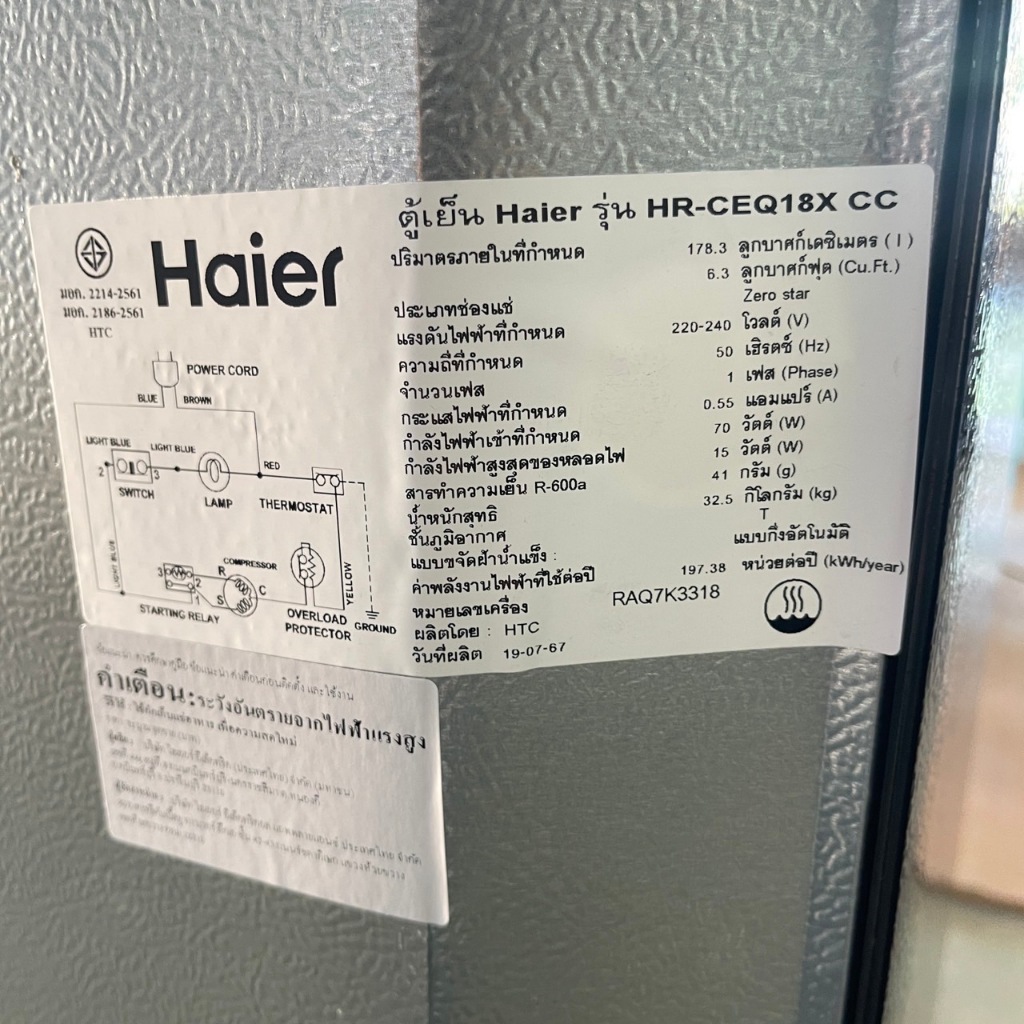 มอก. 2214-2561
มอก. 2186-2561
HTC
Haier
POWER CORD
BLUE BROWN
LIGHT BLUE LIGHT BLUE
RED
2 3
SWITCH
LAMP
THERMOSTAT
LIGHT BLUE
COMPRESSOR
3 2 1
R C S
STARTING RELAY
OVERLOAD
PROTECTOR
YELLOW
GROUND
ตู้เย็น Haier รุ่น HR-CEQ18X CC
ปริมาตรภายในที่กำหนด 178.3 ลูกบาศก์เดซิเมตร ( l )
6.3 ลูกบาศก์ฟุต (Cu.Ft.)
ประเภทช่องแช่ Zero star
แรงดันไฟฟ้าที่กำหนด 220-240 โวลต์ (V)
ความถี่ที่กำหนด 50 เฮิรตซ์ (Hz)
จำนวนเฟส 1 เฟส (Phase)
กระแสไฟฟ้าที่กำหนด 0.55 แอมแปร์ (A)
กำลังไฟฟ้าเข้าที่กำหนด 70 วัตต์ (W)
กำลังไฟฟ้าสูงสุดของหลอดไฟ 15 วัตต์ (W)
สารทำความเย็น R-600a 41 กรัม (g)
น้ำหนักสุทธิ 32.5 กิโลกรัม (kg)
ชั้นภูมิอากาศ T
แบบขจัดฝ้าน้ำแข็ง : แบบกึ่งอัตโนมัติ
ค่าพลังงานไฟฟ้าที่ใช้ต่อปี 197.38 หน่วยต่อปี (kWh/year)
หมายเลขเครื่อง RAQ7K3318
ผลิตโดย : HTC
วันที่ผลิต 19-07-67
คำเตือน:ระวังอันตรายจากไฟฟ้าแรงสูง
เพื่อความสดใหม่